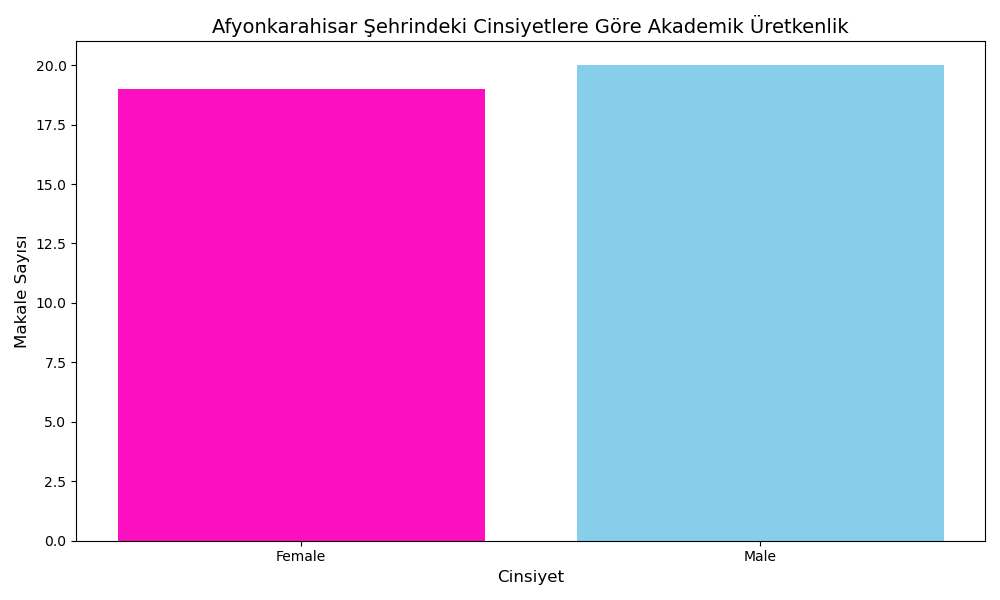 Afyonkarahisar Şehrindeki Cinsiyetlere Göre Akademik Üretkenlik
Makale Sayısı
20.0
17.5
15.0
12.5
10.0
7.5
5.0
2.5
0.0
Female
Male
Cinsiyet